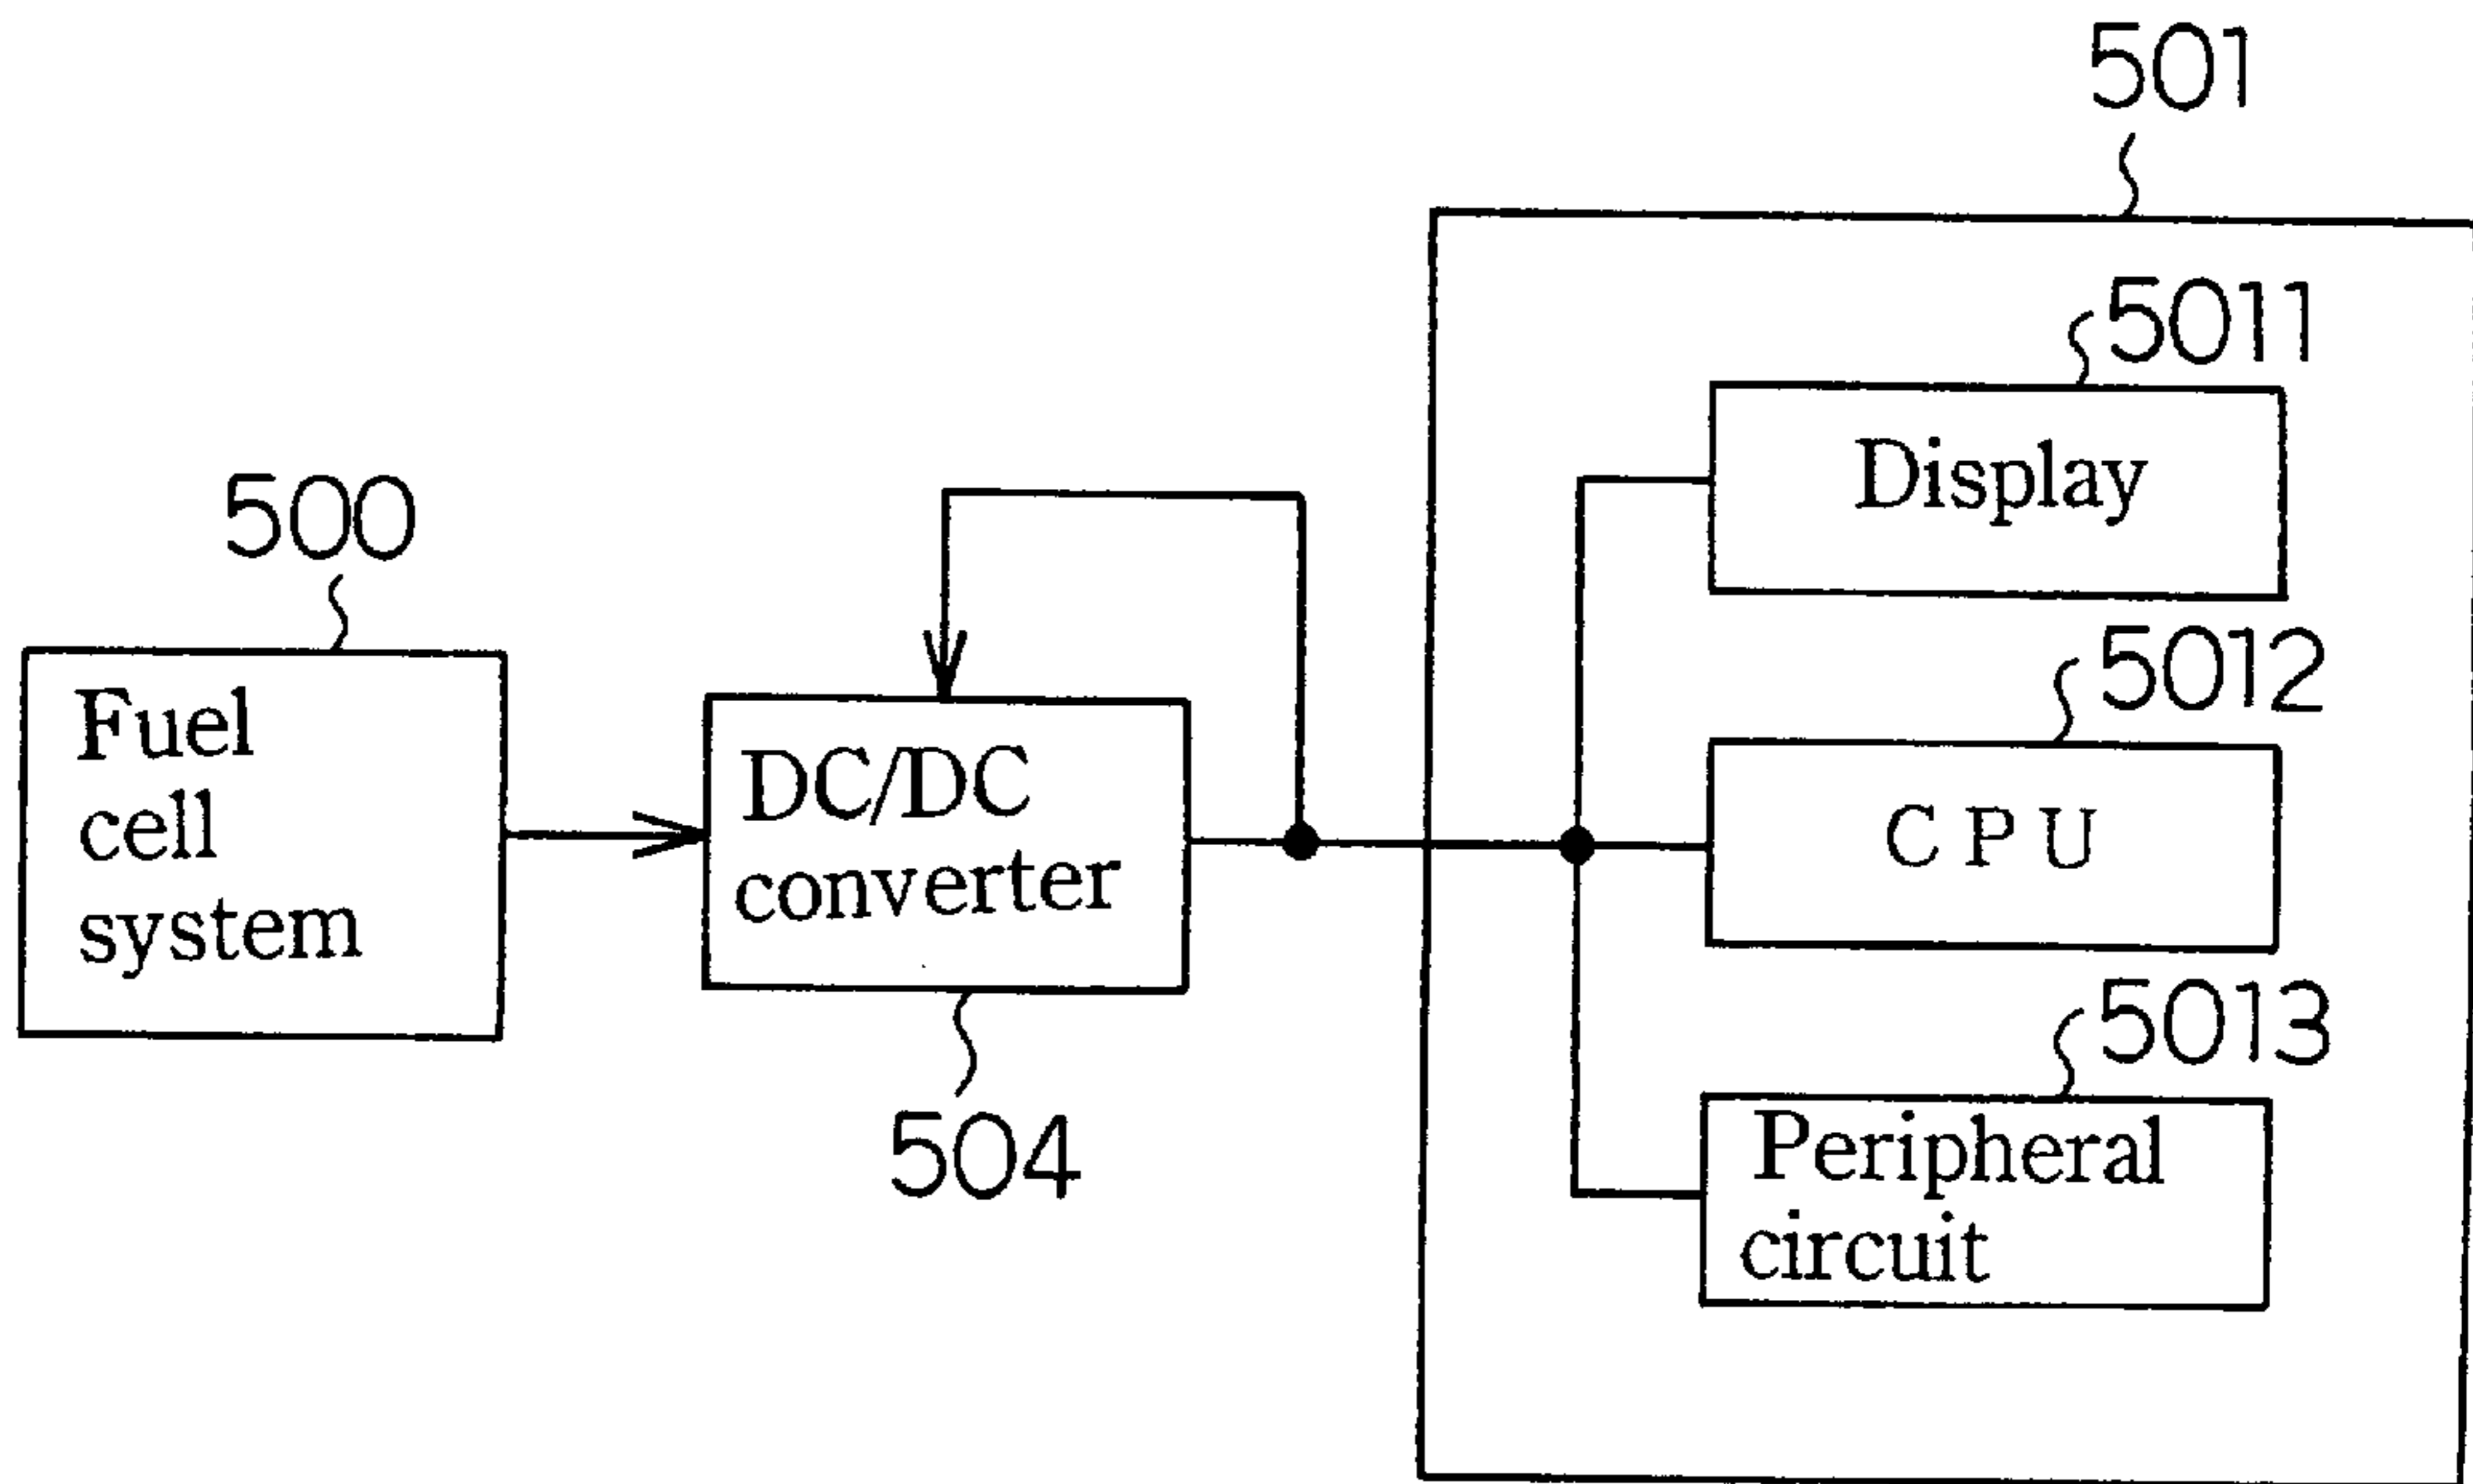 501
5011
Display
500
5012
Fuel
cell
system
DC/DC
converter
CPU
5013
504
Peripheral
circuit